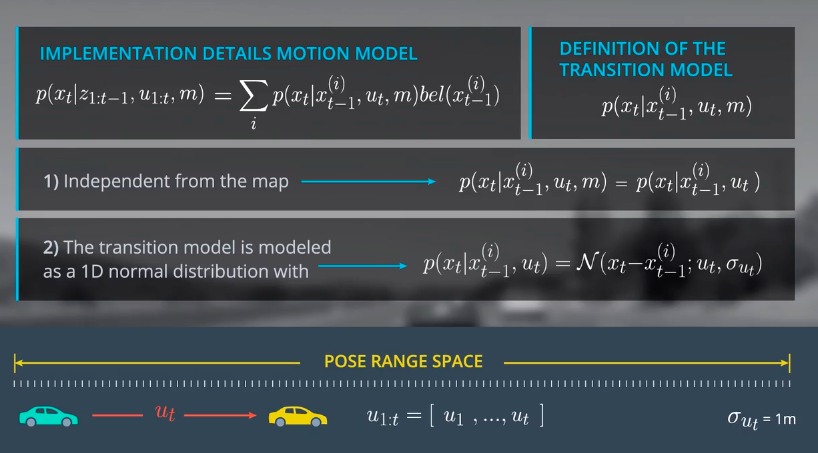 IMPLEMENTATION DETAILS MOTION MODEL
p(x_t|z_{1:t-1}, u_{1:t}, m) = \sum_i p(x_t|x_{t-1}^{(i)}, u_t, m)bel(x_{t-1}^{(i)})
DEFINITION OF THE
TRANSITION MODEL
p(x_t|x_{t-1}^{(i)}, u_t, m)
1) Independent from the map
p(x_t|x_{t-1}^{(i)}, u_t, m) = p(x_t|x_{t-1}^{(i)}, u_t )
2) The transition model is modeled
as a 1D normal distribution with
p(x_t|x_{t-1}^{(i)}, u_t) = \mathcal{N}(x_t-x_{t-1}^{(i)}; u_t, \sigma_{u_t})
POSE RANGE SPACE
u_t
u_{1:t} = [ u_1 , ..., u_t ]
\sigma_{u_t} = 1m